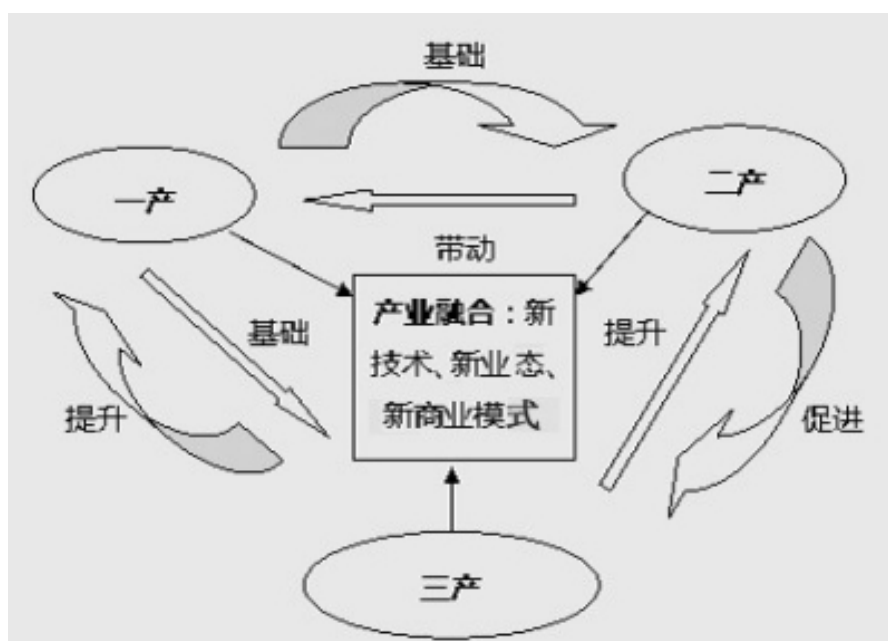 基础
一产
二产
带动
产业融合：新
技术、新业态、
新商业模式
基础
提升
提升
促进
三产